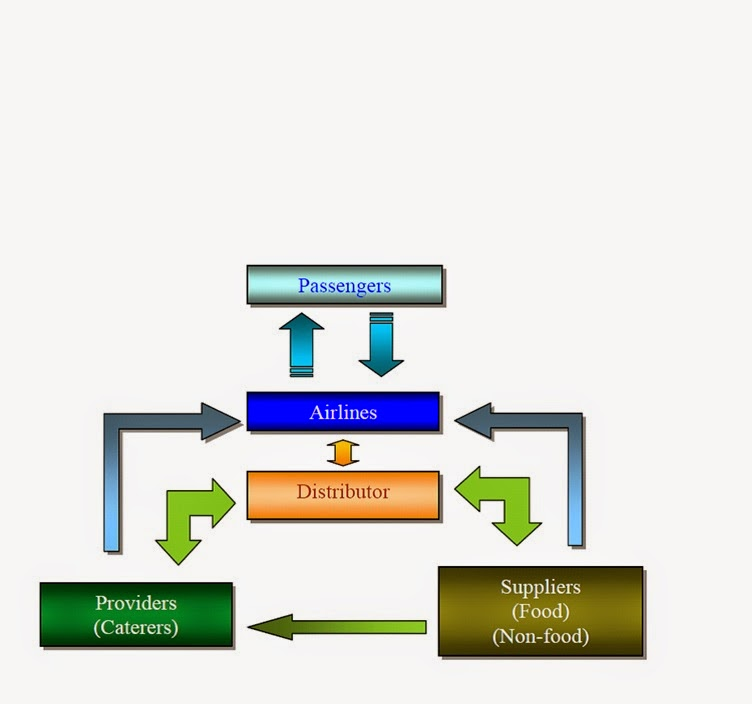 Passengers
Airlines
Distributor
Providers
(Caterers)
Suppliers
(Food)
(Non-food)